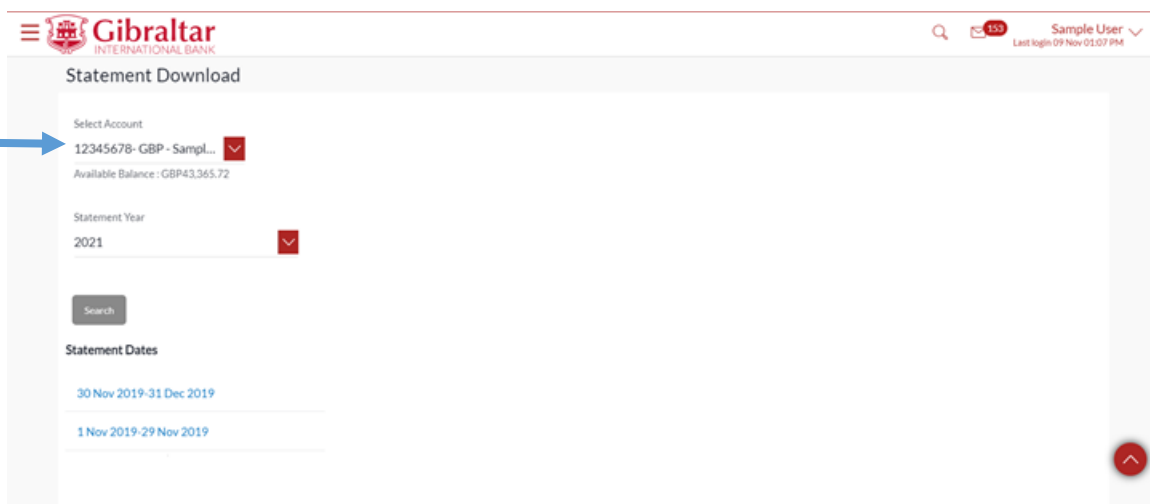 Gibraltar
INTERNATIONAL BANK
153
Sample User
Last login 09 Nov 01:07 PM
Statement Download
Select Account
12345678- GBP - Sampl...
Available Balance : GBP43,365.72
Statement Year
2021
Search
Statement Dates
30 Nov 2019-31 Dec 2019
1 Nov 2019-29 Nov 2019